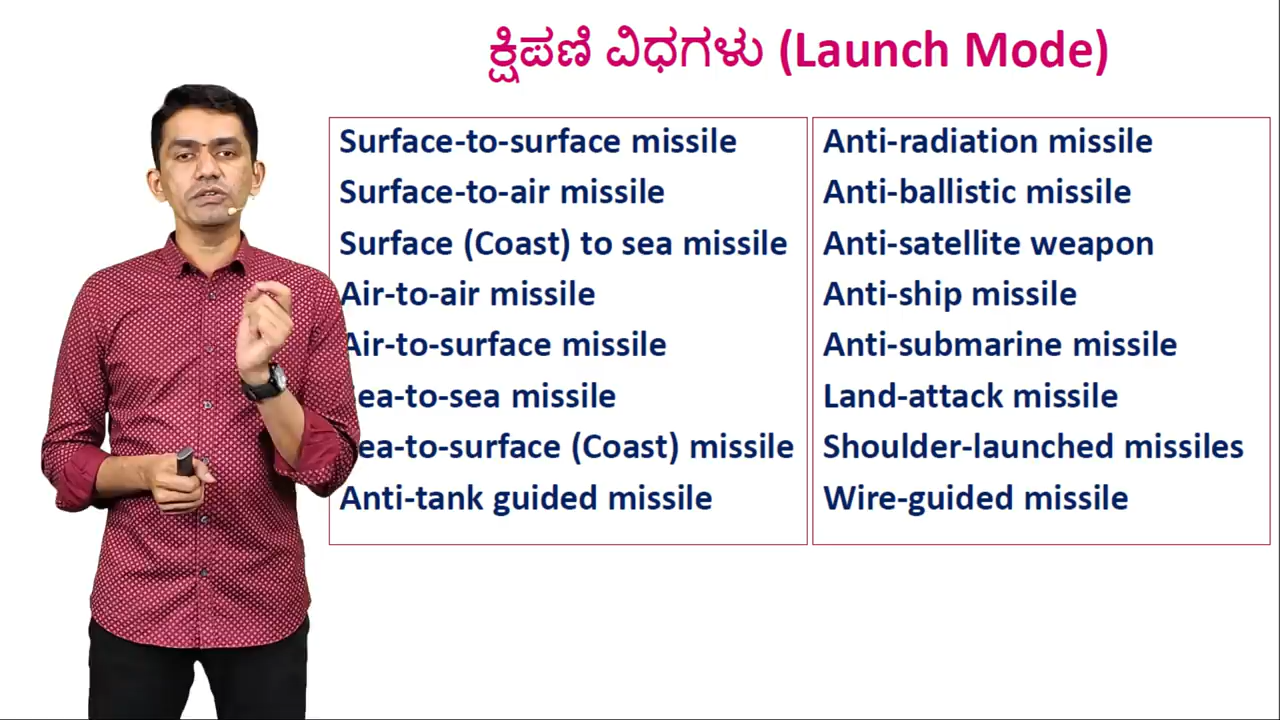 ಕ್ಷಿಪಣಿ ವಿಧಗಳು (Launch Mode)
Surface-to-surface missile
Surface-to-air missile
Surface (Coast) to sea missile
Air-to-air missile
Air-to-surface missile
Sea-to-sea missile
Sea-to-surface (Coast) missile
Anti-tank guided missile
Anti-radiation missile
Anti-ballistic missile
Anti-satellite weapon
Anti-ship missile
Anti-submarine missile
Land-attack missile
Shoulder-launched missiles
Wire-guided missile